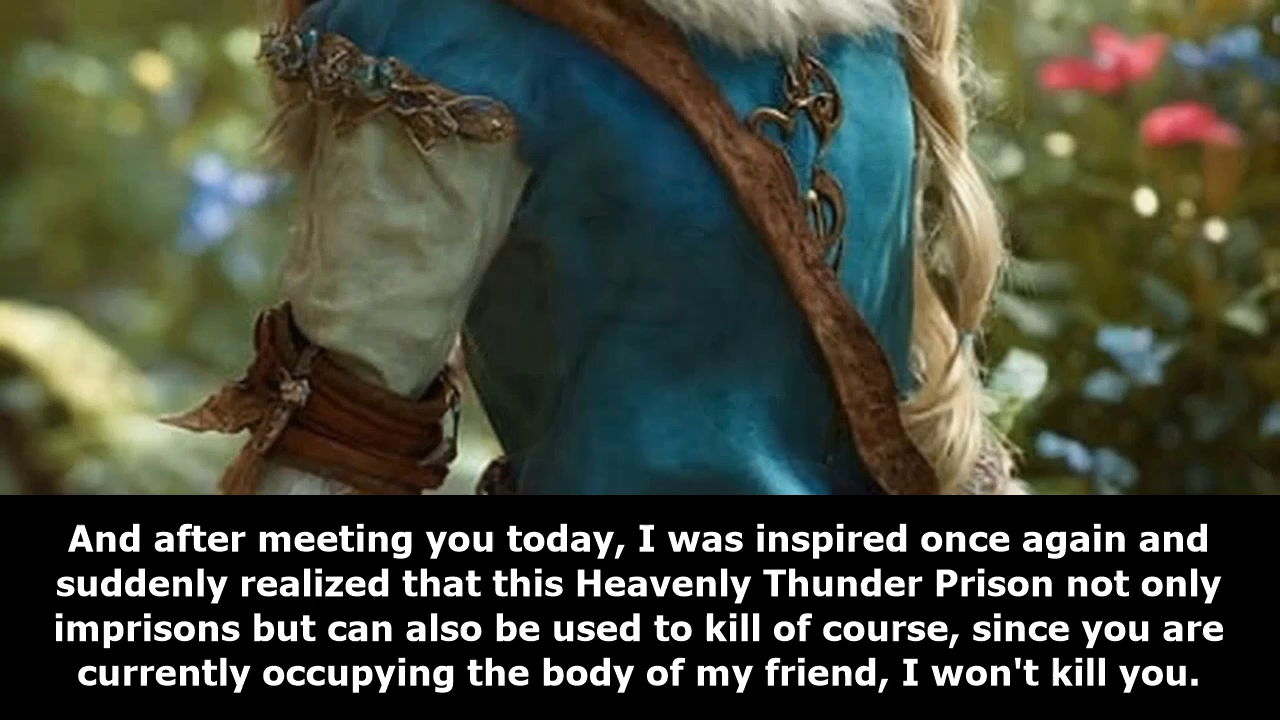 And after meeting you today, I was inspired once again and
suddenly realized that this Heavenly Thunder Prison not only
imprisons but can also be used to kill of course, since you are
currently occupying the body of my friend, I won't kill you.